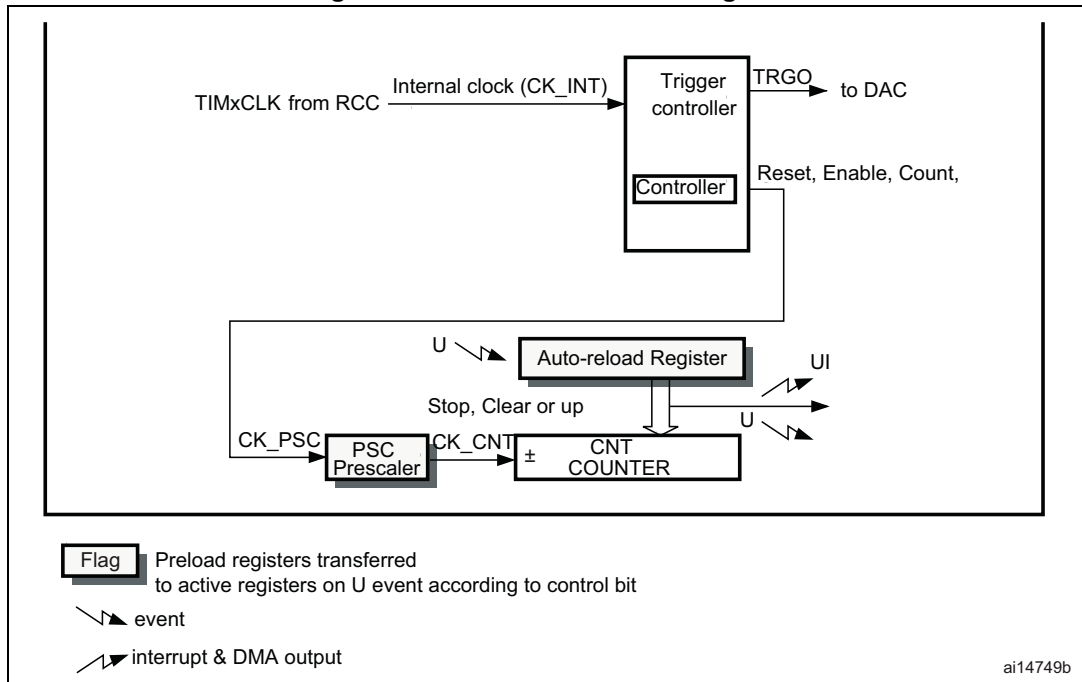 TIMxCLK from RCC
Internal clock (CK_INT)
Trigger
controller
TRGO
to DAC
Controller
Reset, Enable, Count,
U
Auto-reload Register
UI
Stop, Clear or up
U
CK_PSC
PSC
Prescaler
CK_CNT
±
CNT
COUNTER
Flag
Preload registers transferred
to active registers on U event according to control bit
event
interrupt & DMA output
ai14749b